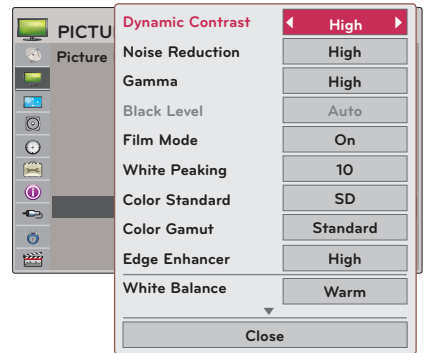 PICTU
Picture
Dynamic Contrast High
Noise Reduction High
Gamma High
Black Level Auto
Film Mode On
White Peaking 10
Color Standard SD
Color Gamut Standard
Edge Enhancer High
White Balance Warm
Close